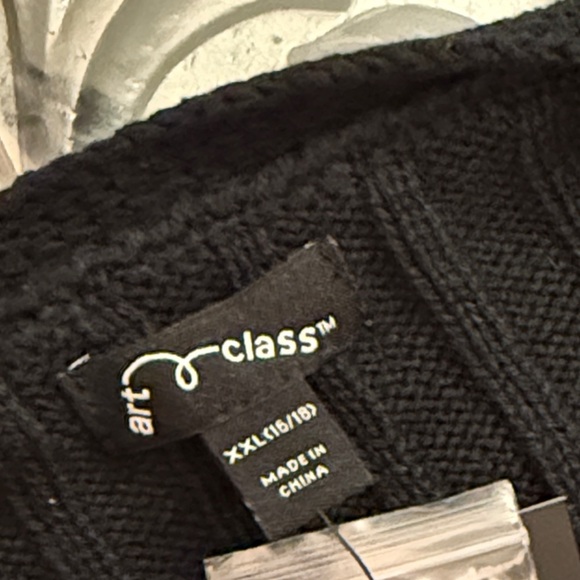 art class™
XXL(16/18)
MADE IN
CHINA